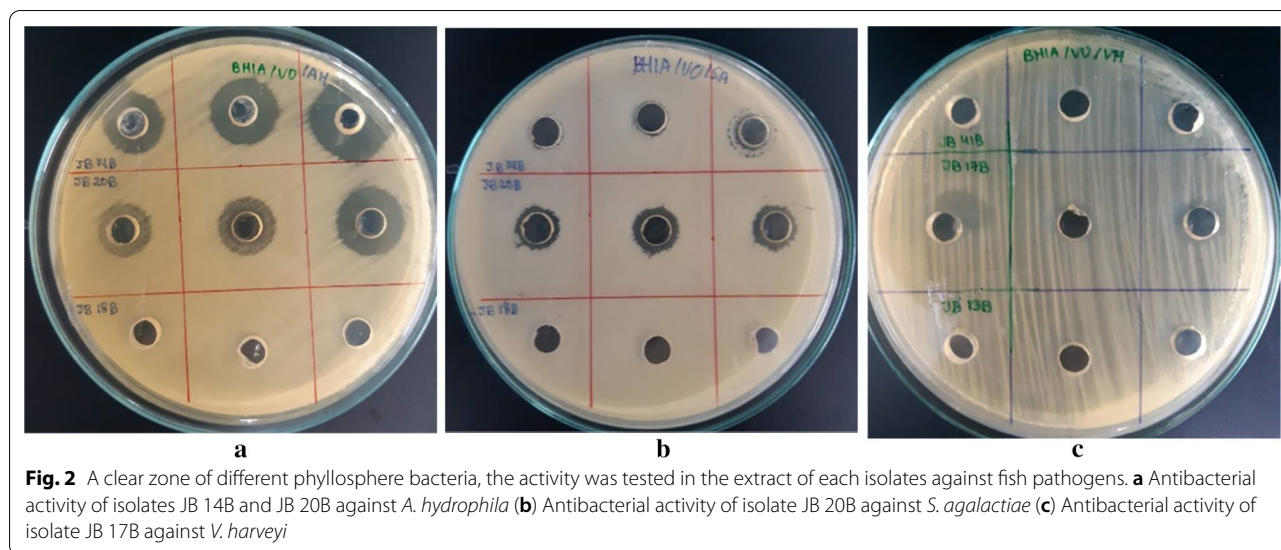 BHIA/VO/AH
JB 14B
JB 20B
JB 18B
BHIA/VO/SA
JB 14B
JB 20B
JB 18B
BHIA/VO/VH
JB 41B
JB 17B
JB 13B
a
b
c
Fig. 2 A clear zone of different phyllosphere bacteria, the activity was tested in the extract of each isolates against fish pathogens. a Antibacterial
activity of isolates JB 14B and JB 20B against A. hydrophila (b) Antibacterial activity of isolate JB 20B against S. agalactiae (c) Antibacterial activity of
isolate JB 17B against V. harveyi